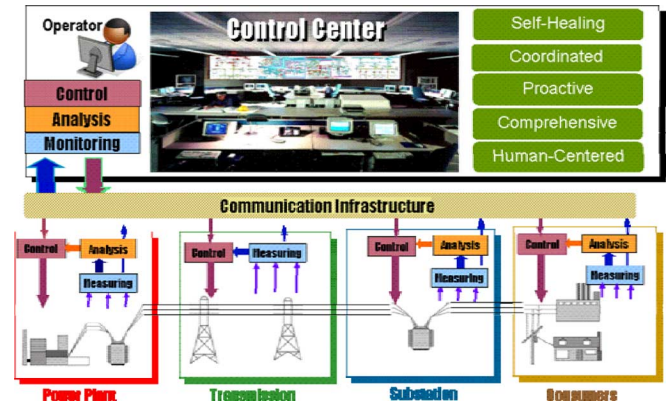 Operator
Control Center
Control
Analysis
Monitoring
Self-Healing
Coordinated
Proactive
Comprehensive
Human-Centered
Communication Infrastructure
Control
Analysis
Measuring
Control
Measuring
Control
Analysis
Measuring
Control
Analysis
Measuring
Power Plant
Transmission
Substation
Consumers